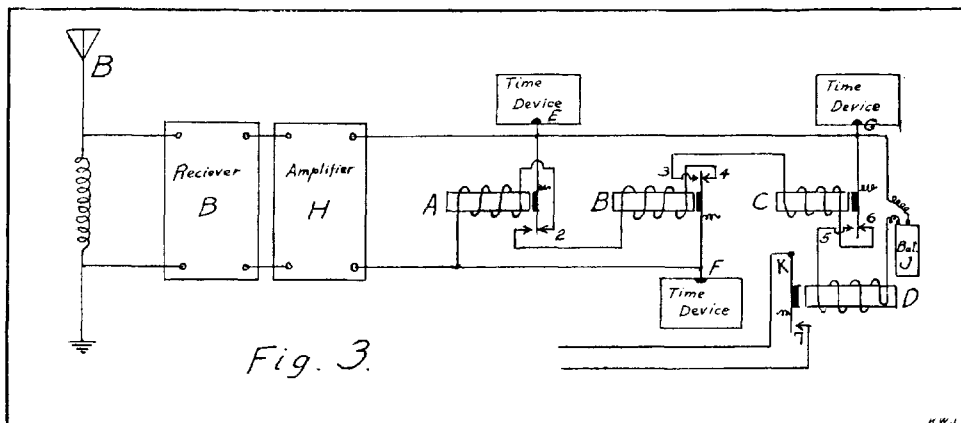 B
Time
Device
E
Time
Device
G
Reciever
B
Amplifier
H
A
2
B
3
4
C
5
6
Bat.
J
F
Time
Device
K
D
7
Fig. 3.